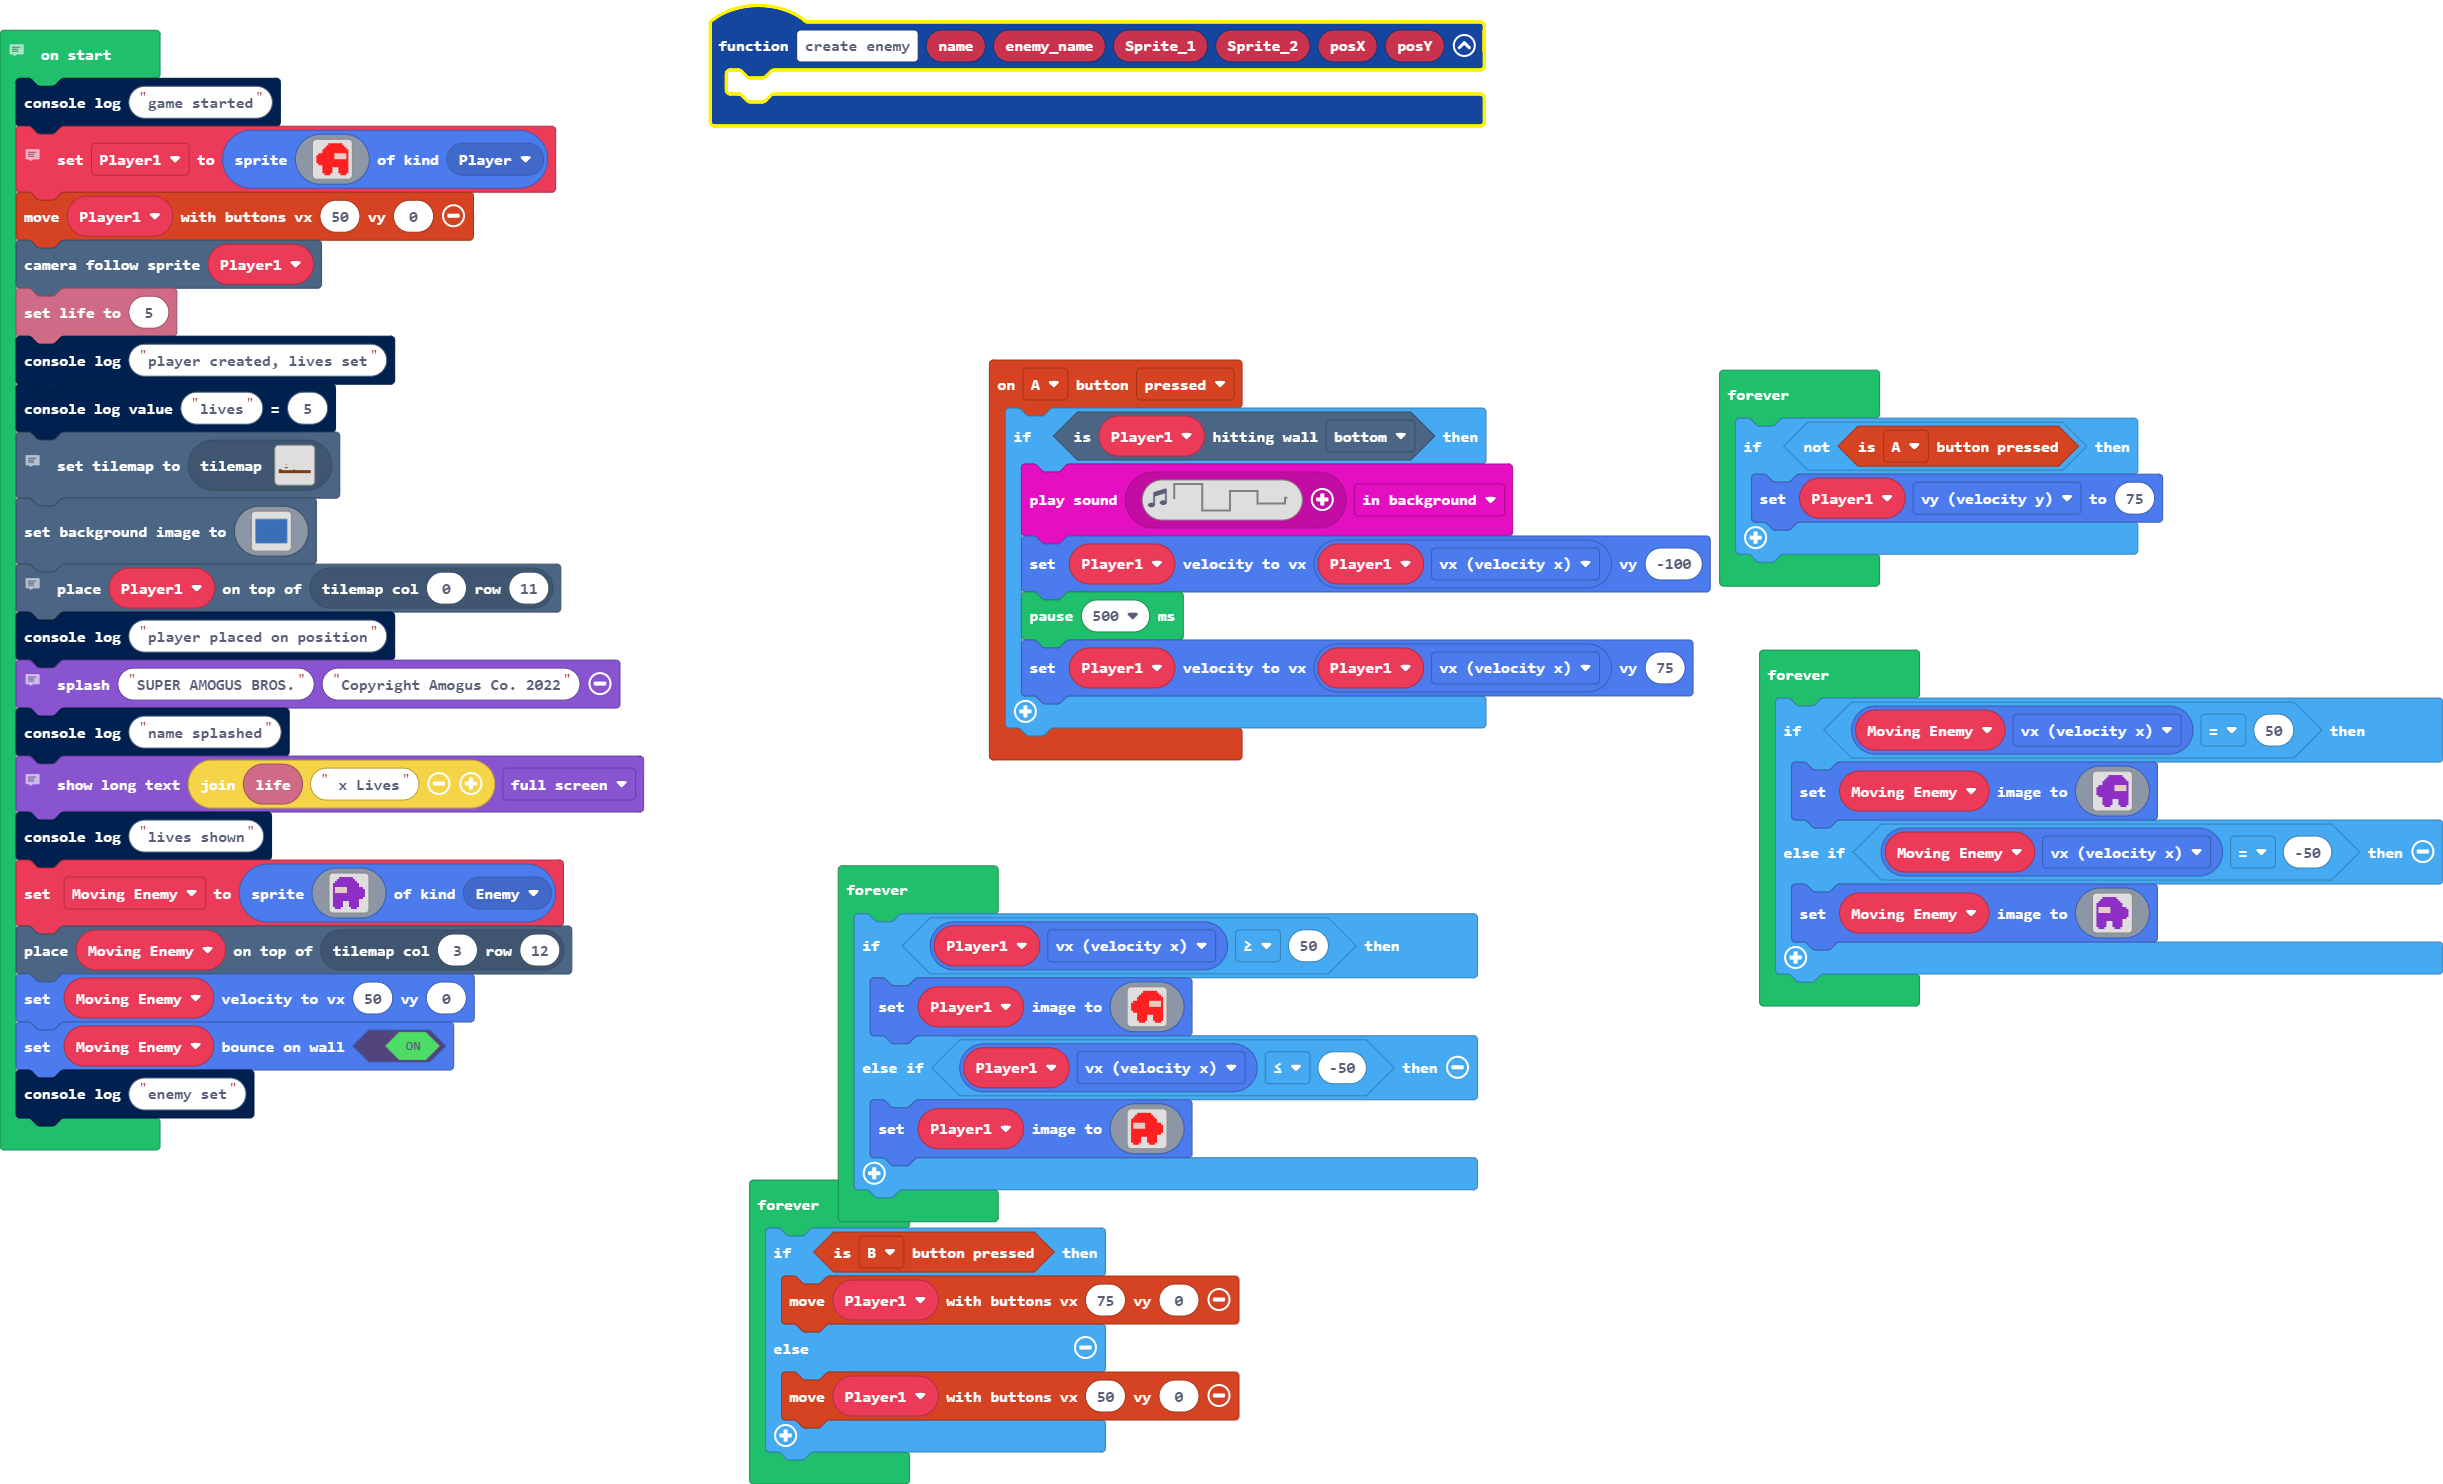 on start
console log "game started"
set Player1 to sprite of kind Player
move Player1 with buttons vx 50 vy 0
camera follow sprite Player1
set life to 5
console log "player created, lives set"
console log value "lives" = 5
set tilemap to tilemap
set background image to
place Player1 on top of tilemap col 0 row 11
console log "player placed on position"
splash "SUPER AMOGUS BROS." "Copyright Amogus Co. 2022"
console log "name splashed"
show long text join life " x Lives" full screen
console log "lives shown"
set Moving Enemy to sprite of kind Enemy
place Moving Enemy on top of tilemap col 3 row 12
set Moving Enemy velocity to vx 50 vy 0
set Moving Enemy bounce on wall ON
console log "enemy set"
function create enemy name enemy_name Sprite_1 Sprite_2 posX posY
on A button pressed
if is Player1 hitting wall bottom then
play sound in background
set Player1 velocity to vx Player1 vx (velocity x) vy -100
pause 500 ms
set Player1 velocity to vx Player1 vx (velocity x) vy 75
forever
if not is A button pressed then
set Player1 vy (velocity y) to 75
forever
if Moving Enemy vx (velocity x) = 50 then
set Moving Enemy image to
else if Moving Enemy vx (velocity x) = -50 then
set Moving Enemy image to
forever
if Player1 vx (velocity x) ≥ 50 then
set Player1 image to
else if Player1 vx (velocity x) ≤ -50 then
set Player1 image to
forever
if is B button pressed then
move Player1 with buttons vx 75 vy 0
else
move Player1 with buttons vx 50 vy 0